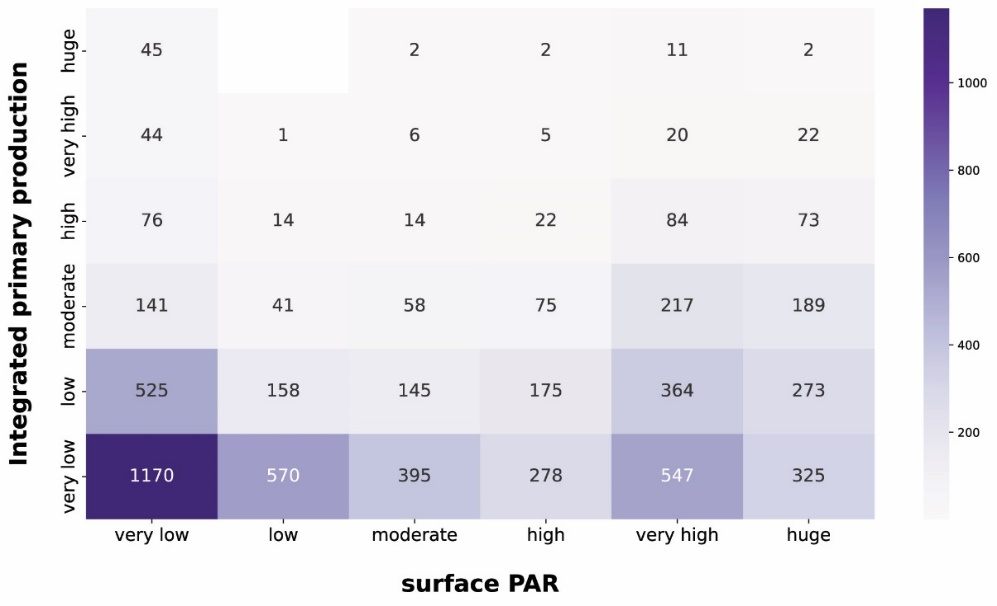 Integrated primary production
huge 45 2 2 11 2
very high 44 1 6 5 20 22
high 76 14 14 22 84 73
moderate 141 41 58 75 217 189
low 525 158 145 175 364 273
very low 1170 570 395 278 547 325
very low low moderate high very high huge
surface PAR
1000
800
600
400
200